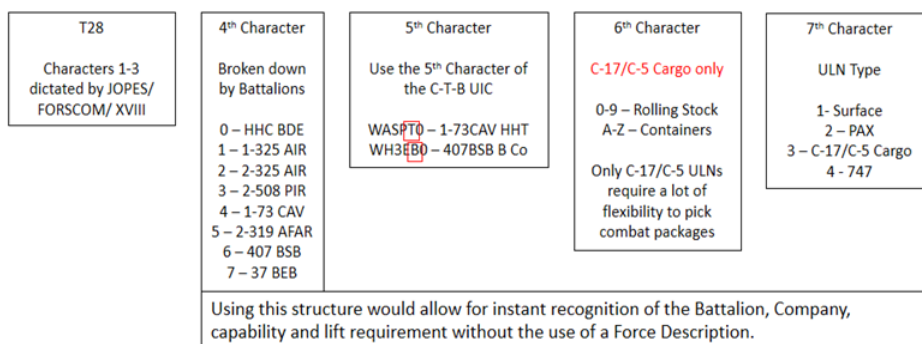 T28
Characters 1-3
dictated by JOPES/
FORSCOM/ XVIII
4th Character
Broken down
by Battalions
0 – HHC BDE
1 – 1-325 AIR
2 – 2-325 AIR
3 – 2-508 PIR
4 – 1-73 CAV
5 – 2-319 AFAR
6 – 407 BSB
7 – 37 BEB
5th Character
Use the 5th Character of
the C-T-B UIC
WASPT0 – 1-73CAV HHT
WH3EB0 – 407BSB B Co
6th Character
C-17/C-5 Cargo only
0-9 – Rolling Stock
A-Z – Containers
Only C-17/C-5 ULNs
require a lot of
flexibility to pick
combat packages
7th Character
ULN Type
1- Surface
2 – PAX
3 – C-17/C-5 Cargo
4 - 747
Using this structure would allow for instant recognition of the Battalion, Company,
capability and lift requirement without the use of a Force Description.